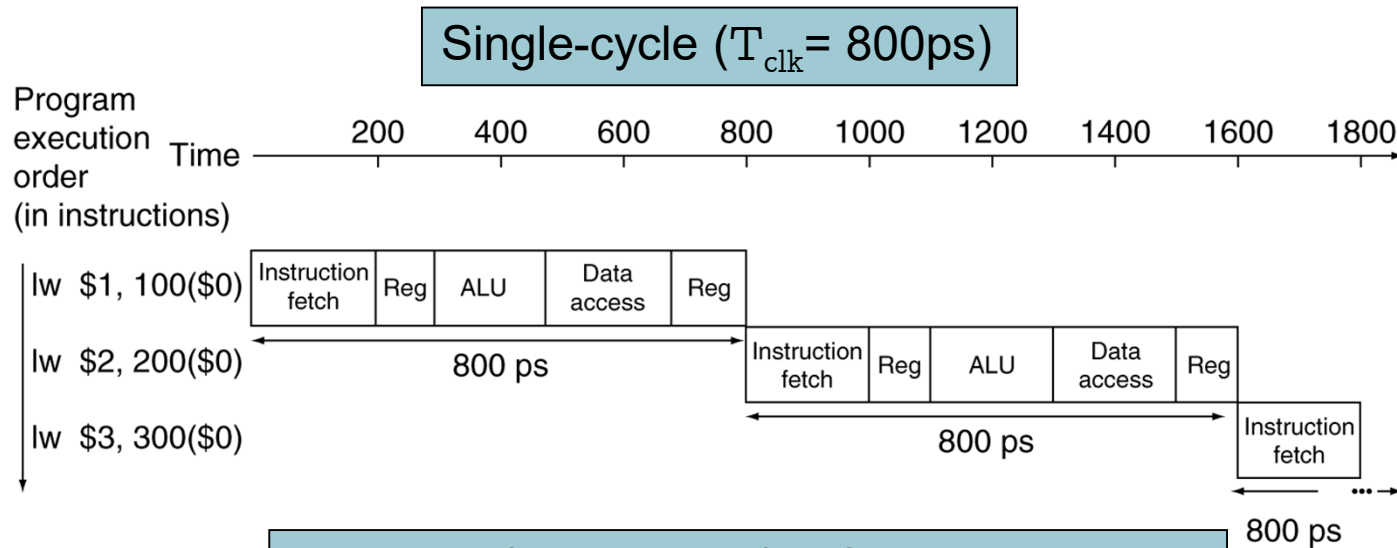 Single-cycle (Tclk= 800ps)
Program
execution
order
(in instructions)
Time
200 400 600 800 1000 1200 1400 1600 1800
lw $1, 100($0)
Instruction
fetch
Reg
ALU
Data
access
Reg
800 ps
lw $2, 200($0)
Instruction
fetch
Reg
ALU
Data
access
Reg
800 ps
lw $3, 300($0)
Instruction
fetch
...
800 ps